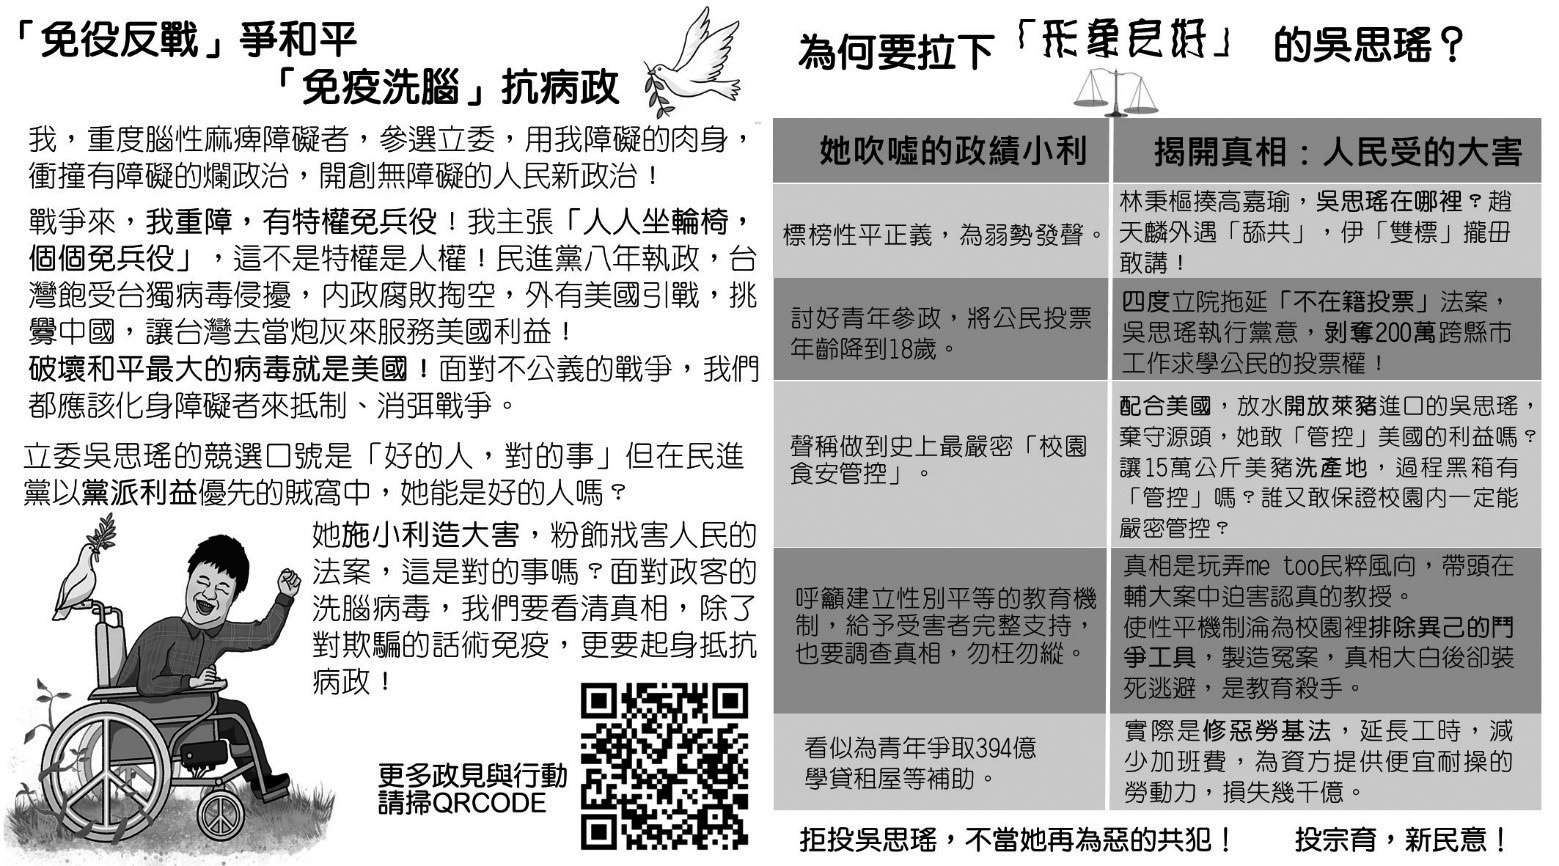 「免役反戰」爭和平
「免疫洗腦」抗病政
我，重度腦性麻痺障礙者，參選立委，用我障礙的肉身，
衝撞有障礙的爛政治，開創無障礙的人民新政治！
戰爭來，我重障，有特權免兵役！我主張「人人坐輪椅，
個個免兵役」，這不是特權是人權！民進黨八年執政，台
灣飽受台獨病毒侵擾，內政腐敗掏空，外有美國引戰，挑
釁中國，讓台灣去當炮灰來服務美國利益！
破壞和平最大的病毒就是美國！面對不公義的戰爭，我們
都應該化身障礙者來抵制、消弭戰爭。
立委吳思瑤的競選口號是「好的人，對的事」但在民進
黨以黨派利益優先的賊窩中，她能是好的人嗎？
她施小利造大害，粉飾戕害人民的
法案，這是對的事嗎？面對政客的
洗腦病毒，我們要看清真相，除了
對欺騙的話術免疫，更要起身抵抗
病政！
更多政見與行動
請掃QRCODE
為何要拉下「形象良好」的吳思瑤？
她吹噓的政績小利
揭開真相：人民受的大害
標榜性平正義，為弱勢發聲。
林秉樞揍高嘉瑜，吳思瑤在哪裡？趙
天麟外遇「舔共」，伊「雙標」攏毌
敢講！
討好青年參政，將公民投票
年齡降到18歲。
四度立院拖延「不在籍投票」法案，
吳思瑤執行黨意，剝奪200萬跨縣市
工作求學公民的投票權！
聲稱做到史上最嚴密「校園
食安管控」。
配合美國，放水開放萊豬進口的吳思瑤，
棄守源頭，她敢「管控」美國的利益嗎？
讓15萬公斤美豬洗產地，過程黑箱有
「管控」嗎？誰又敢保證校園內一定能
嚴密管控？
呼籲建立性別平等的教育機
制，給予受害者完整支持，
也要調查真相，勿枉勿縱。
真相是玩弄me too民粹風向，帶頭在
輔大案中迫害認真的教授。
使性平機制淪為校園裡排除異己的鬥
爭工具，製造冤案，真相大白後卻裝
死逃避，是教育殺手。
看似為青年爭取394億
學貸租屋等補助。
實際是修惡勞基法，延長工時，減
少加班費，為資方提供便宜耐操的
勞動力，損失幾千億。
拒投吳思瑤，不當她再為惡的共犯！
投宗育，新民意！